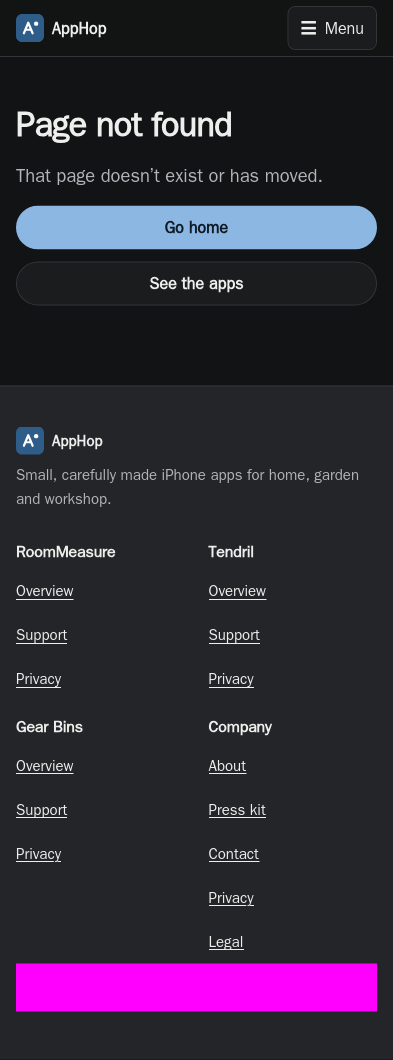 AppHop
Menu
Page not found
That page doesn’t exist or has moved.
Go home
See the apps
AppHop
Small, carefully made iPhone apps for home, garden
and workshop.
RoomMeasure
Overview
Support
Privacy
Tendril
Overview
Support
Privacy
Gear Bins
Overview
Support
Privacy
Company
About
Press kit
Contact
Privacy
Legal